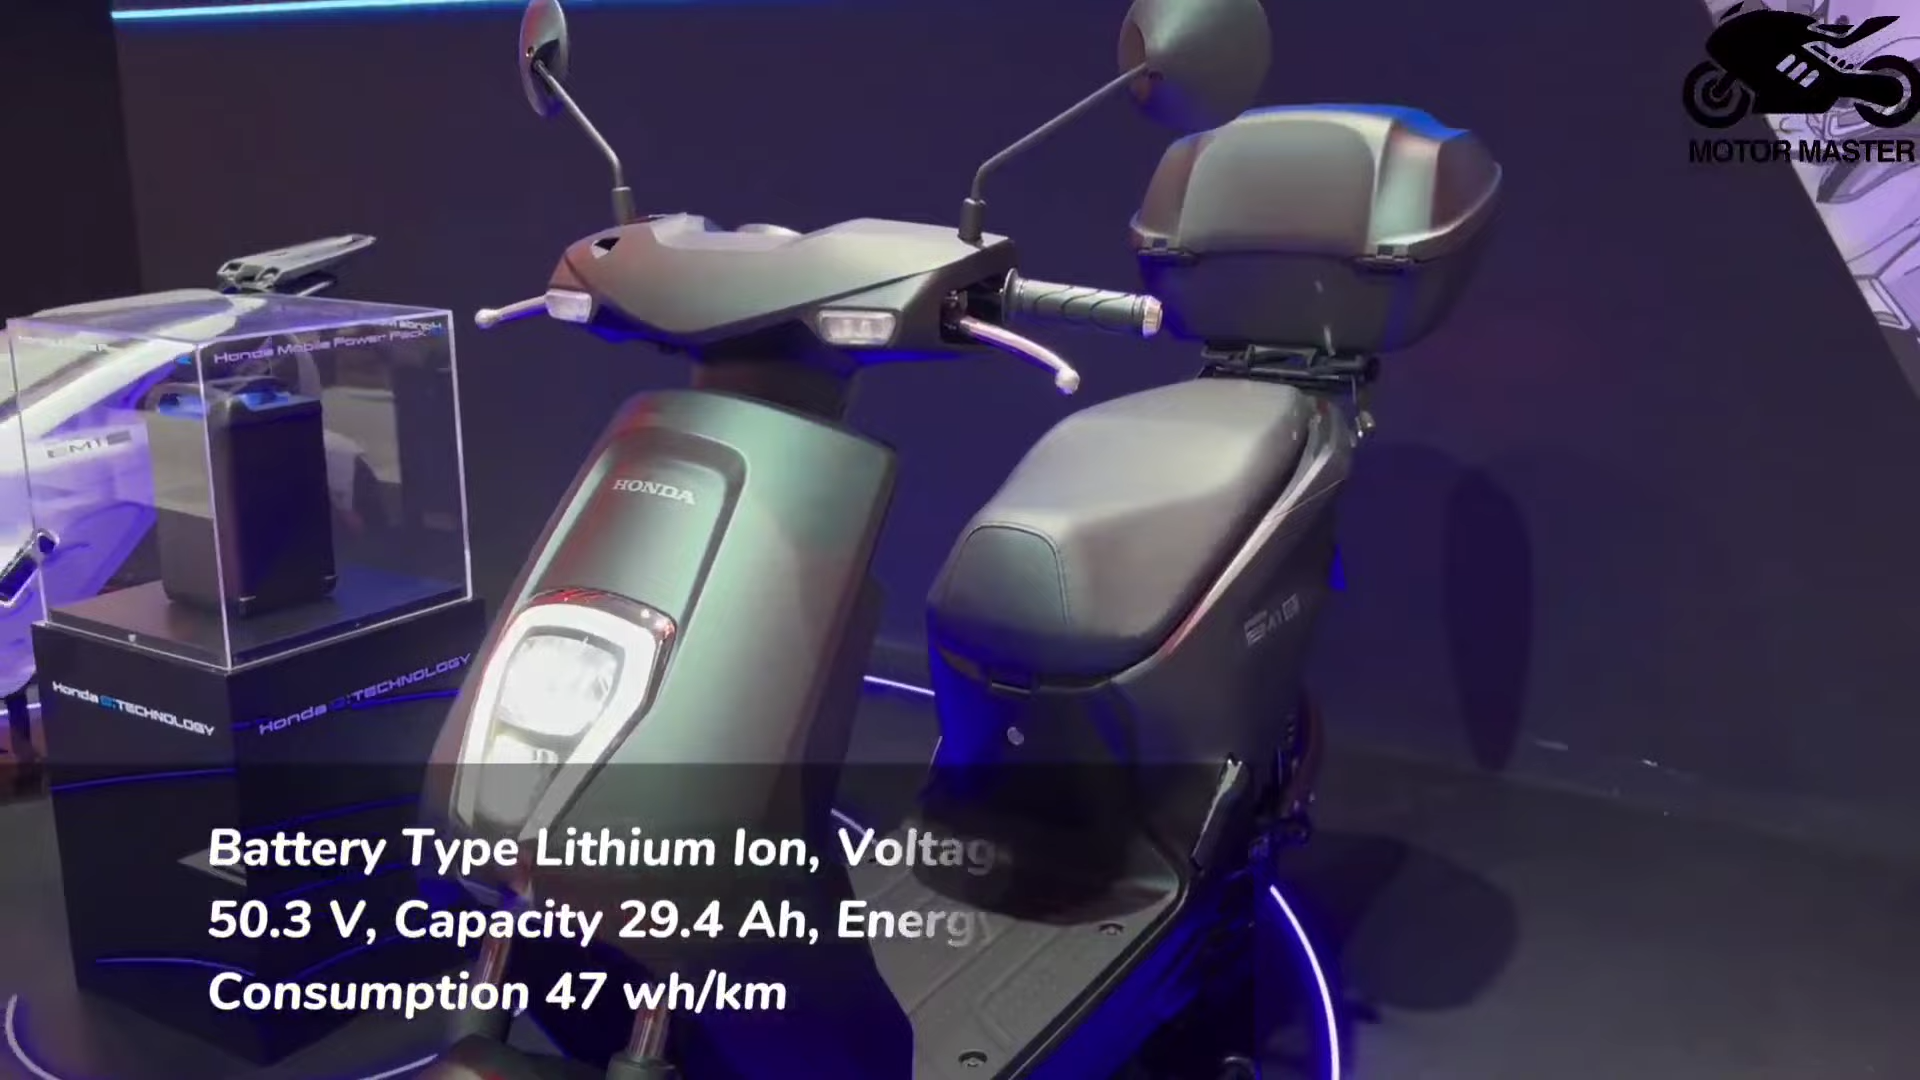 MOTOR MASTER
Honda Mobile Power Pack
EM1 e:
HONDA
Honda e:TECHNOLOGY
Honda e:TECHNOLOGY
Battery Type Lithium Ion, Voltag
50.3 V, Capacity 29.4 Ah, Energy
Consumption 47 wh/km